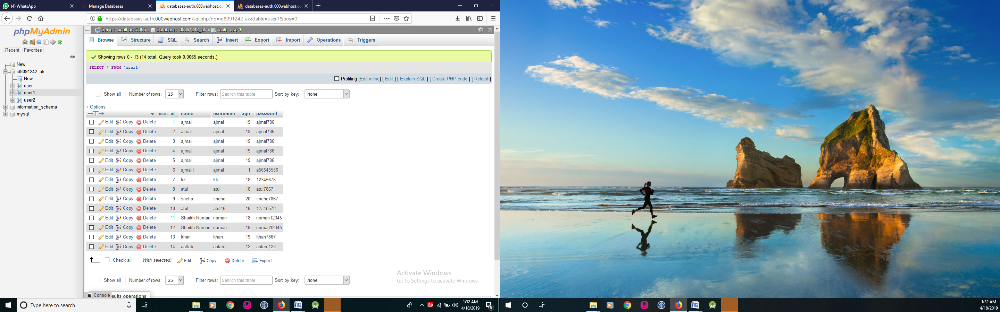 (4) WhatsApp
Manage Databases
databases-auth.000webhost.co
databases-auth.000webhost.co
https://databases-auth.000webhost.com/sql.php?db=id8091242_ak&table=user1&pos=0
phpMyAdmin
Recent Favorites
New
id8091242_ak
New
user
user1
user2
information_schema
mysql
Server: localhost:3306 » Database: id8091242_ak » Table: user1
Browse Structure SQL Search Insert Export Import Operations Triggers
Showing rows 0 - 13 (14 total, Query took 0.0065 seconds.)
SELECT * FROM `user1`
Profiling [Edit inline] [ Edit ] [ Explain SQL ] [ Create PHP code ] [ Refresh]
Show all Number of rows: 25 Filter rows: Search this table Sort by key: None
+ Options
user_id name username age password
Edit Copy Delete 1 ajmal ajmal 19 ajmal786
Edit Copy Delete 2 ajmal ajmal 19 ajmal786
Edit Copy Delete 3 ajmal ajmal 19 ajmal786
Edit Copy Delete 4 ajmal ajmal 19 ajmal786
Edit Copy Delete 5 ajmal ajmal 19 ajmal786
Edit Copy Delete 6 ajmal1 ajmal 1 a56545556
Edit Copy Delete 7 kk kk 18 12345678
Edit Copy Delete 8 atul atul 18 atul7867
Edit Copy Delete 9 sneha sneha 20 sneha7867
Edit Copy Delete 10 atul atul46 18 12345678
Edit Copy Delete 11 Shaikh Noman noman 18 noman12345
Edit Copy Delete 12 Shaikh Noman noman 18 noman12345
Edit Copy Delete 13 khan khan 19 khan7867
Edit Copy Delete 14 aaftab aalam 12 aalam123
Check all With selected: Edit Copy Delete Export
Show all Number of rows: 25 Filter rows: Search this table Sort by key: None
Activate Windows
Go to Settings to activate Windows.
Console sults operations
Type here to search
1:32 AM
4/18/2019
9
1:32 AM
4/18/2019